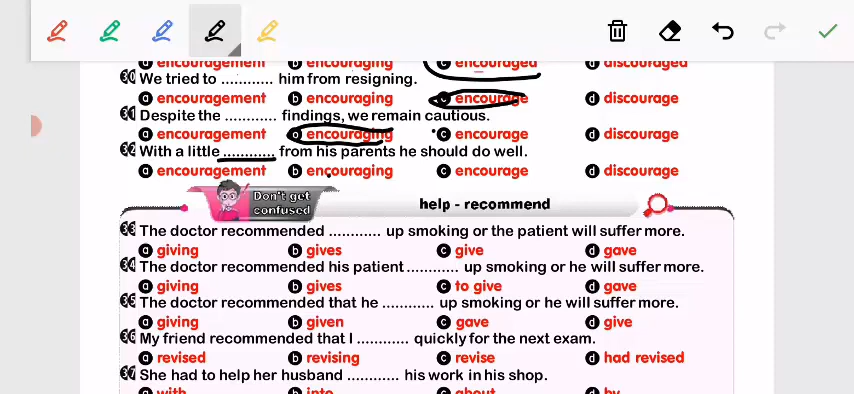 a encouragement b encouraging c encouraged d discouraged
30 We tried to ............ him from resigning.
a encouragement b encouraging c encourage d discourage
31 Despite the ............ findings, we remain cautious.
a encouragement b encouraging c encourage d discourage
32 With a little ............ from his parents he should do well.
a encouragement b encouraging c encourage d discourage
Don't get confused
help - recommend
33 The doctor recommended ............ up smoking or the patient will suffer more.
a giving b gives c give d gave
34 The doctor recommended his patient ............ up smoking or he will suffer more.
a giving b gives c to give d gave
35 The doctor recommended that he ............ up smoking or he will suffer more.
a giving b given c gave d give
36 My friend recommended that I ............ quickly for the next exam.
a revised b revising c revise d had revised
37 She had to help her husband ............ his work in his shop.
a with b into c about d by